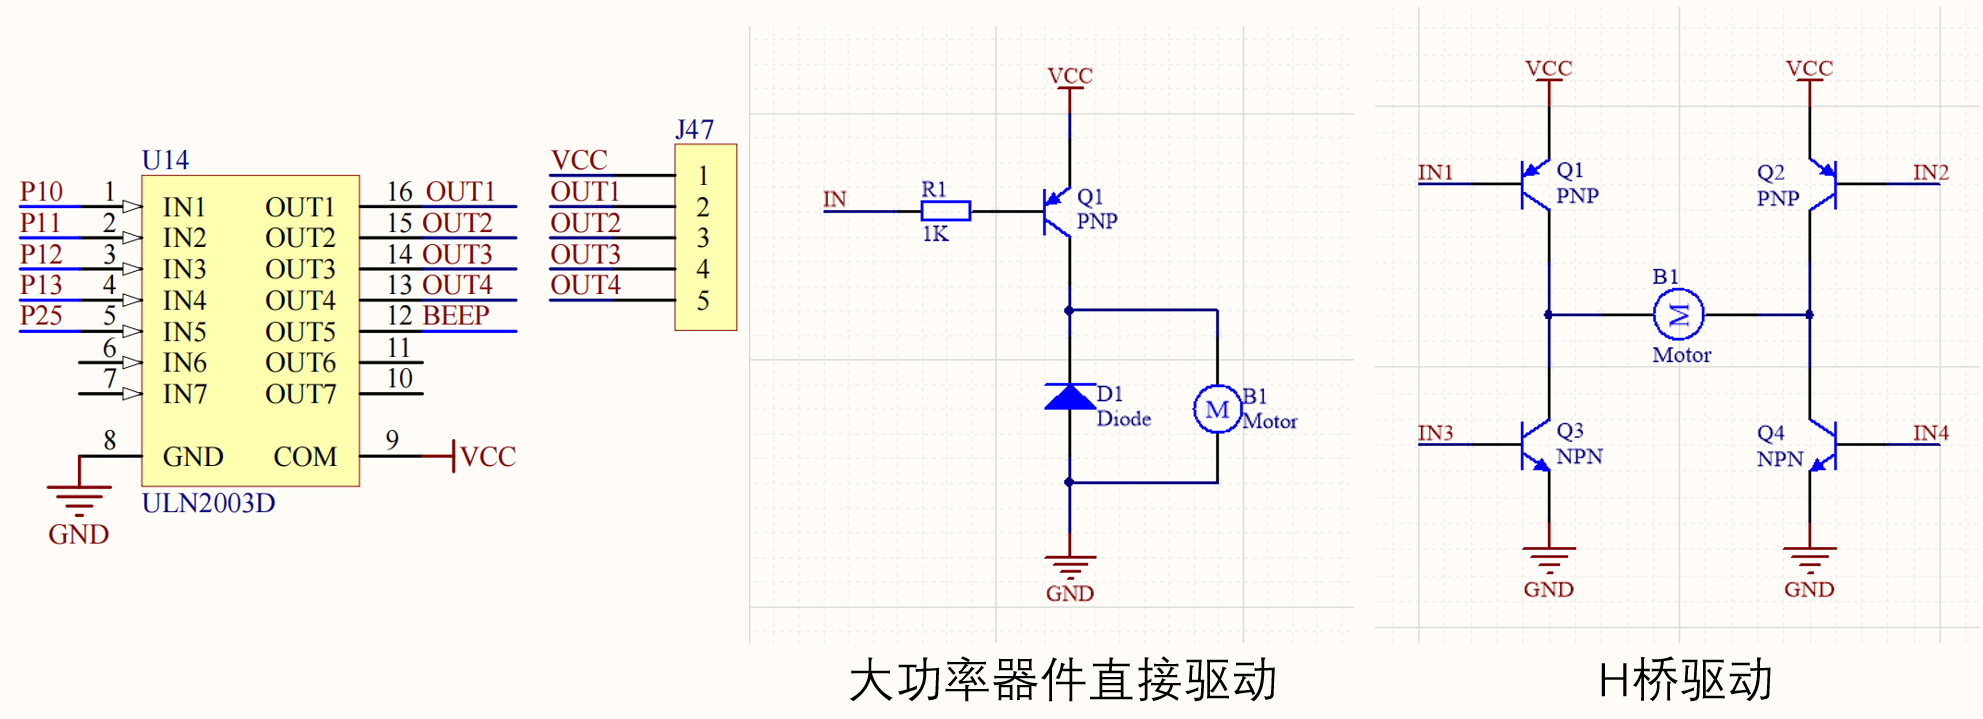 U14
P10 1 IN1 OUT1 16 OUT1
P11 2 IN2 OUT2 15 OUT2
P12 3 IN3 OUT3 14 OUT3
P13 4 IN4 OUT4 13 OUT4
P25 5 IN5 OUT5 12 BEEP
6 IN6 OUT6 11
7 IN7 OUT7 10
8 GND COM 9 VCC
GND
ULN2003D
J47
VCC 1
OUT1 2
OUT2 3
OUT3 4
OUT4 5
VCC
IN
R1
1K
Q1
PNP
D1
Diode
M
B1
Motor
GND
大功率器件直接驱动
VCC
VCC
IN1
Q1
PNP
Q2
PNP
IN2
B1
M
Motor
IN3
Q3
NPN
Q4
NPN
IN4
GND
GND
H桥驱动